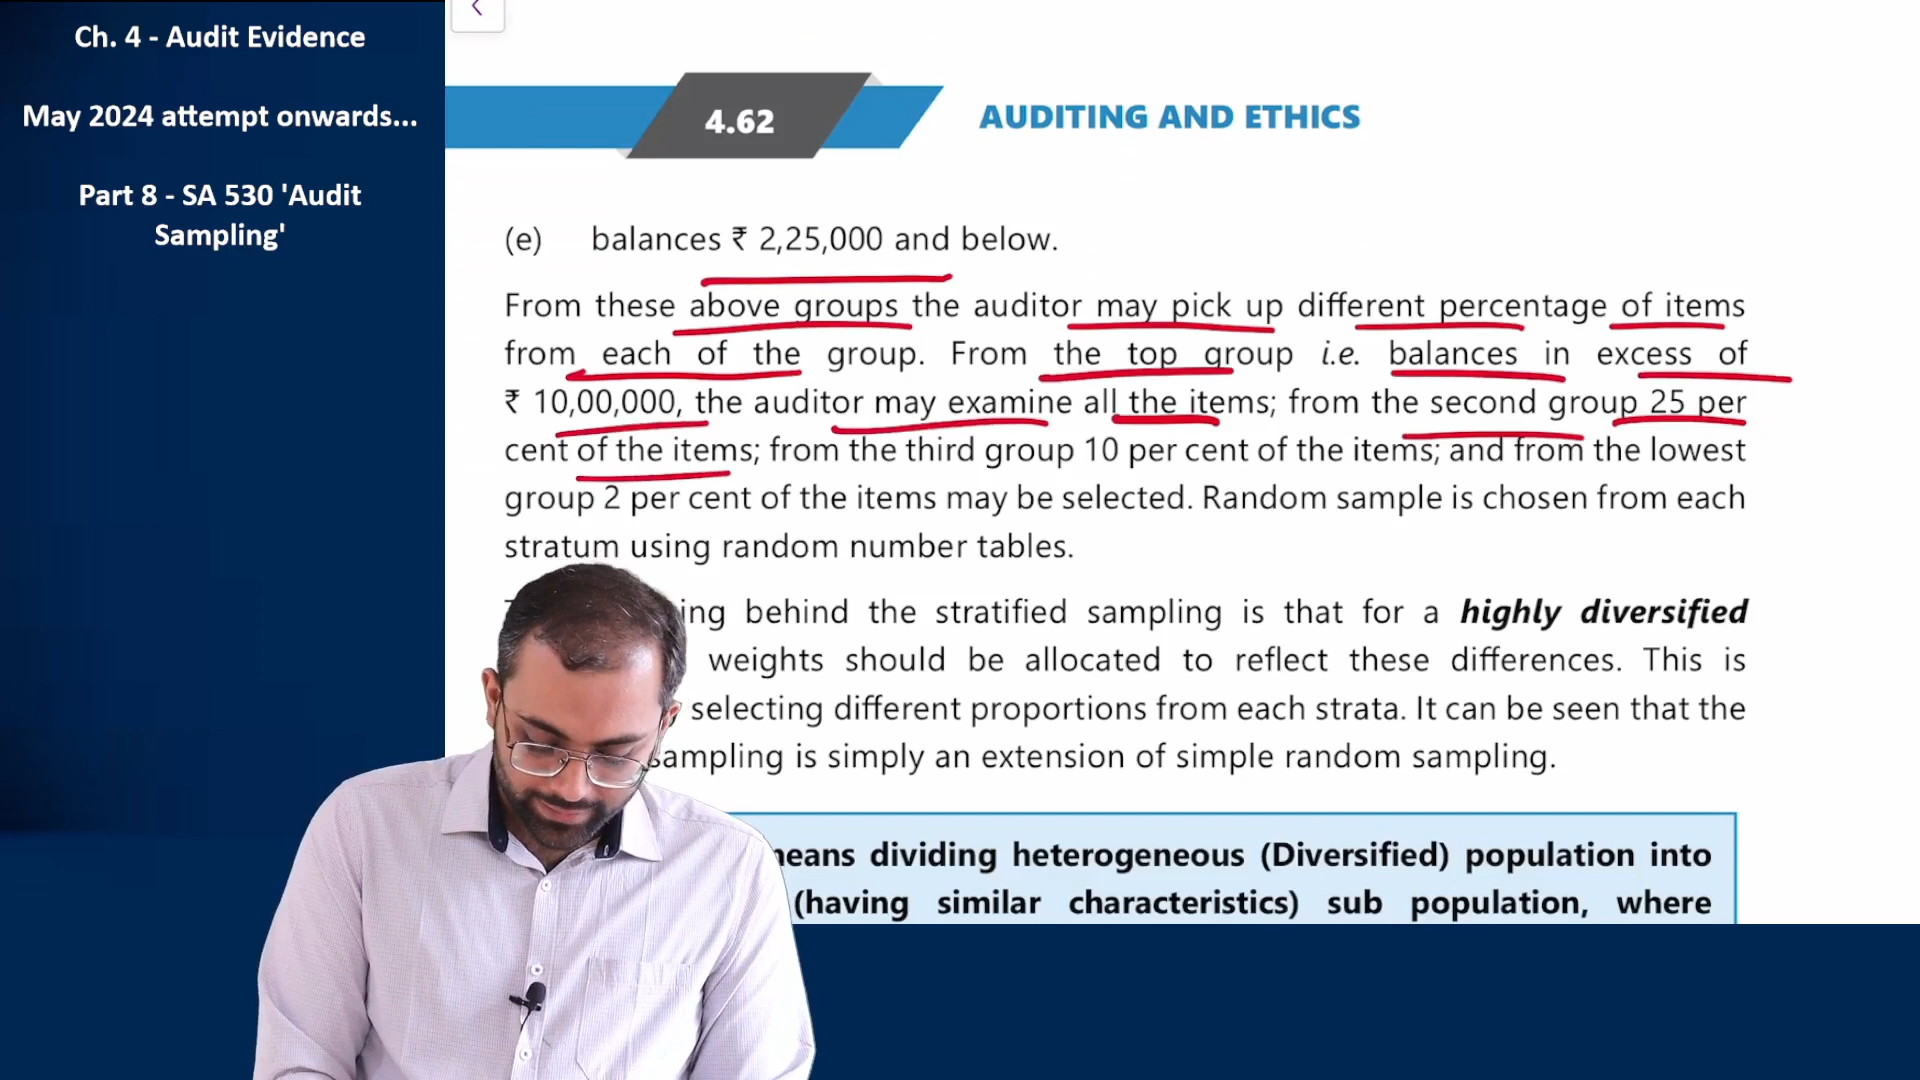 Ch. 4 - Audit Evidence
May 2024 attempt onwards...
Part 8 - SA 530 'Audit
Sampling'
4.62
AUDITING AND ETHICS
(e) balances ₹ 2,25,000 and below.
From these above groups the auditor may pick up different percentage of items
from each of the group. From the top group i.e. balances in excess of
₹ 10,00,000, the auditor may examine all the items; from the second group 25 per
cent of the items; from the third group 10 per cent of the items; and from the lowest
group 2 per cent of the items may be selected. Random sample is chosen from each
stratum using random number tables.
behind the stratified sampling is that for a highly diversified
weights should be allocated to reflect these differences. This is
selecting different proportions from each strata. It can be seen that the
sampling is simply an extension of simple random sampling.
means dividing heterogeneous (Diversified) population into
(having similar characteristics) sub population, where